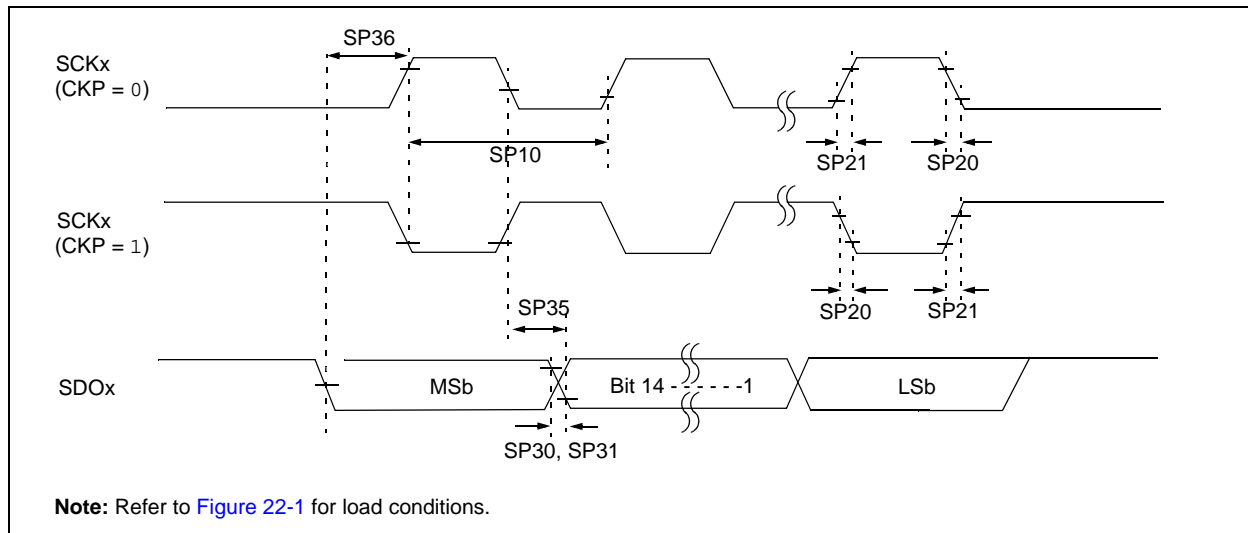 SP36
SCKx
(CKP = 0)
SP10
SP21
SP20
SCKx
(CKP = 1)
SP35
SP20
SP21
SDOx
MSb
Bit 14 - - - - - -1
LSb
SP30, SP31
Note: Refer to Figure 22-1 for load conditions.